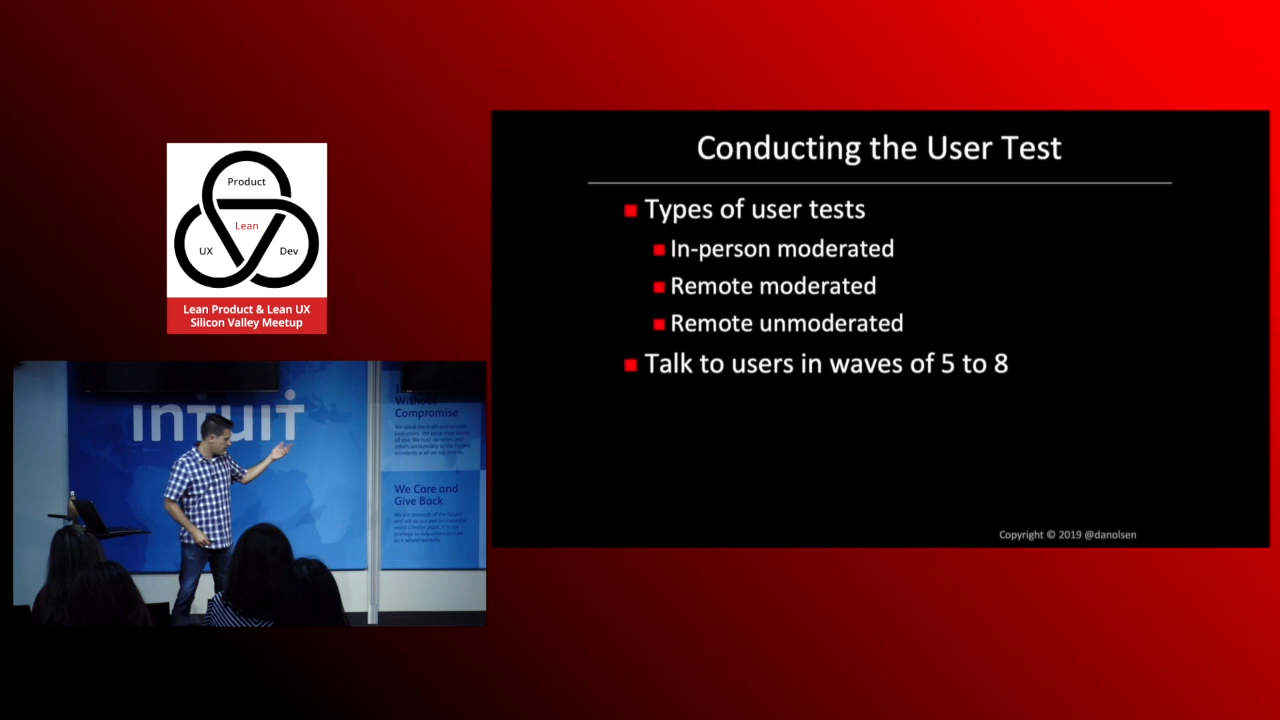 Product
Lean
UX
Dev
Lean Product & Lean UX
Silicon Valley Meetup
intuit
Without
Compromise
We Care and
Give Back
Conducting the User Test
Types of user tests
In-person moderated
Remote moderated
Remote unmoderated
Talk to users in waves of 5 to 8
Copyright © 2019 @danolsen